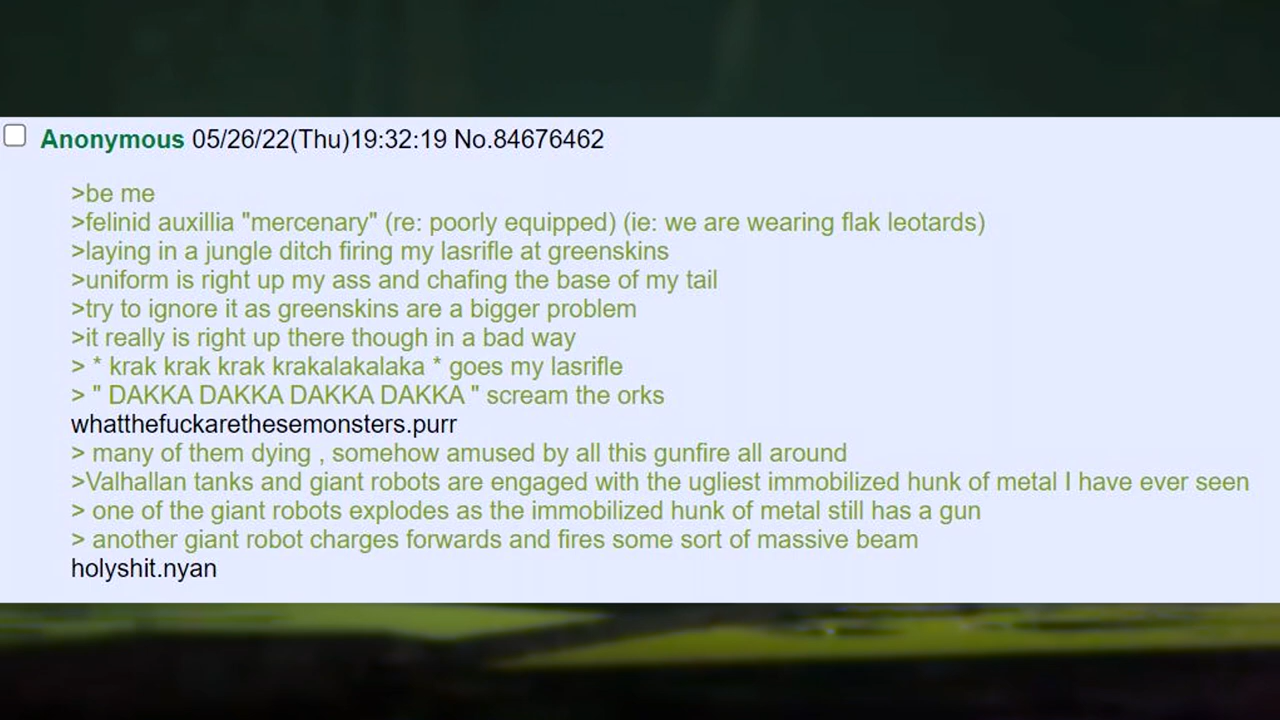 Anonymous 05/26/22(Thu)19:32:19 No.84676462
>be me
>felinid auxillia "mercenary" (re: poorly equipped) (ie: we are wearing flak leotards)
>laying in a jungle ditch firing my lasrifle at greenskins
>uniform is right up my ass and chafing the base of my tail
>try to ignore it as greenskins are a bigger problem
>it really is right up there though in a bad way
> * krak krak krak krakalakalaka * goes my lasrifle
> " DAKKA DAKKA DAKKA DAKKA " scream the orks
whatthefuckarethesemonsters.purr
> many of them dying , somehow amused by all this gunfire all around
>Valhallan tanks and giant robots are engaged with the ugliest immobilized hunk of metal I have ever seen
> one of the giant robots explodes as the immobilized hunk of metal still has a gun
> another giant robot charges forwards and fires some sort of massive beam
holyshit.nyan